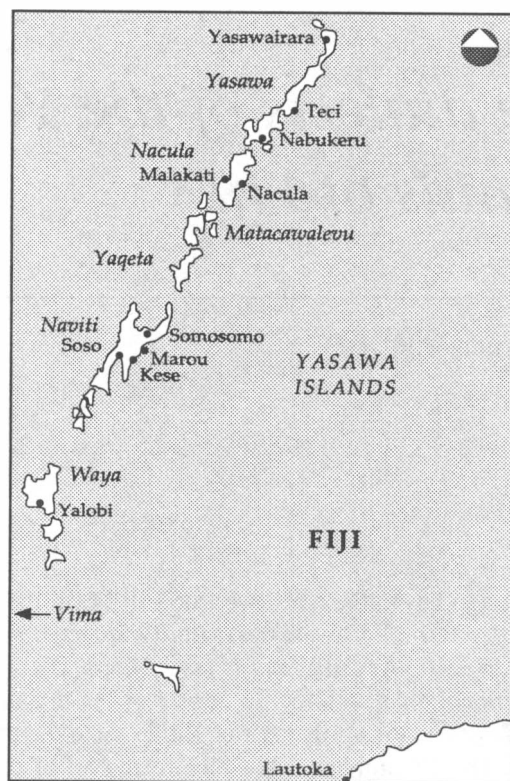 Yasawairara
Yasawa
Teci
Nabukeru
Nacula
Malakati
Nacula
Matacawalevu
Yaqeta
Naviti
Somosomo
Soso
Marou
Kese
YASAWA
ISLANDS
Waya
Yalobi
FIJI
Vima
Lautoka